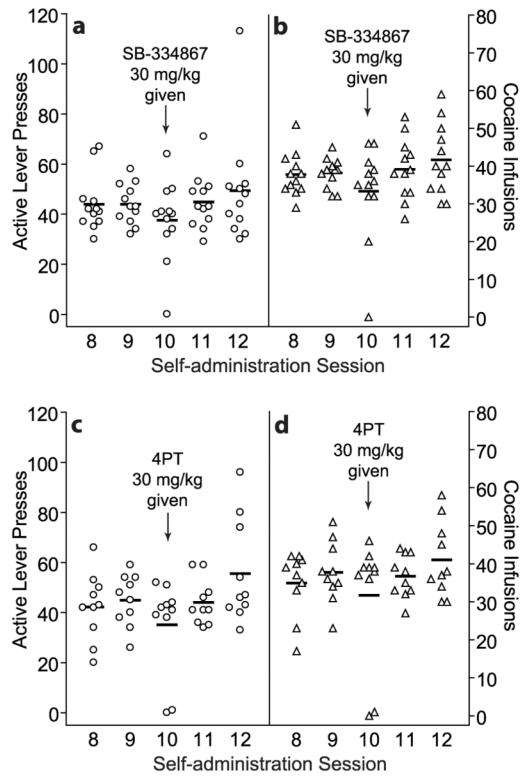 a
b
SB-334867
30 mg/kg
given
SB-334867
30 mg/kg
given
Active Lever Presses
120
100
80
60
40
20
0
Cocaine Infusions
80
70
60
50
40
30
20
10
0
8 9 10 11 12 8 9 10 11 12
Self-administration Session
c
d
4PT
30 mg/kg
given
4PT
30 mg/kg
given
Active Lever Presses
120
100
80
60
40
20
0
Cocaine Infusions
80
70
60
50
40
30
20
10
0
8 9 10 11 12 8 9 10 11 12
Self-administration Session